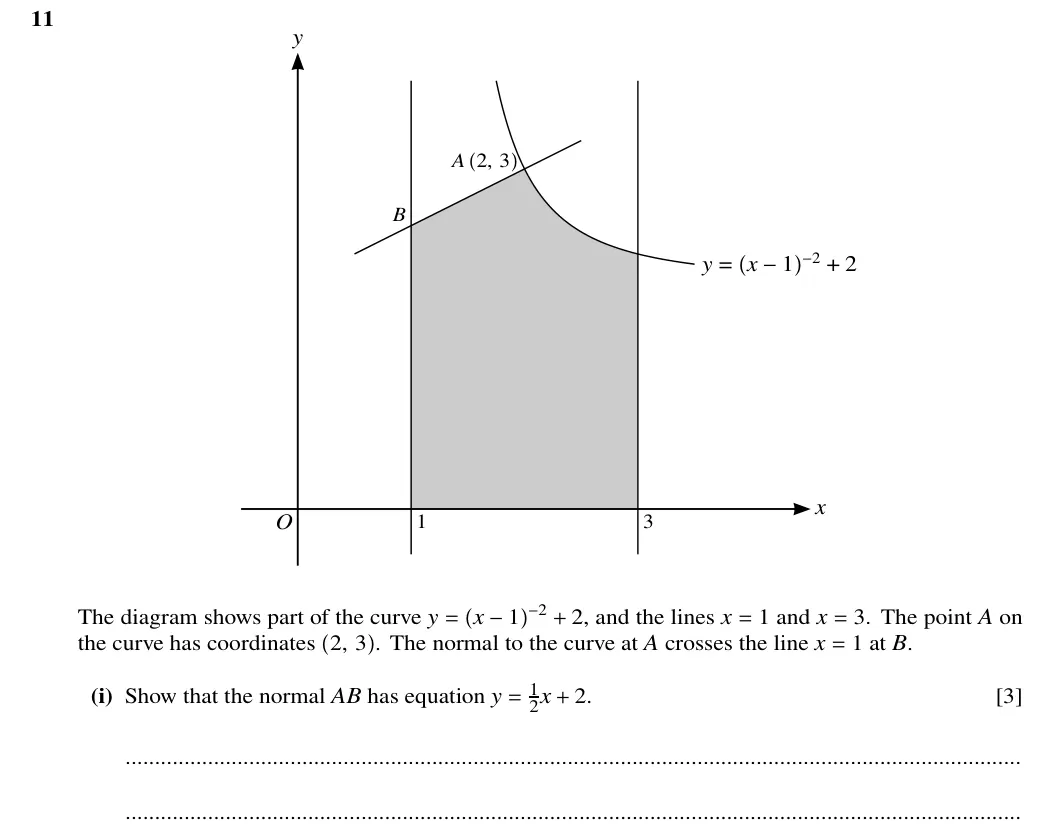 11
y
A (2, 3)
B
y = (x − 1)⁻² + 2
O
1
3
x
The diagram shows part of the curve y = (x − 1)⁻² + 2, and the lines x = 1 and x = 3. The point A on
the curve has coordinates (2, 3). The normal to the curve at A crosses the line x = 1 at B.
(i) Show that the normal AB has equation y = ½x + 2. [3]